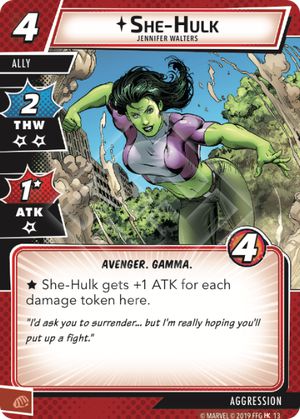 4
She-Hulk
Jennifer Walters
ALLY
2
THW
1*
ATK
4
AVENGER. GAMMA.
★ She-Hulk gets +1 ATK for each
damage token here.
"I'd ask you to surrender... but I'm really hoping you'll
put up a fight."
AGGRESSION
© MARVEL © 2019 FFG HK 13